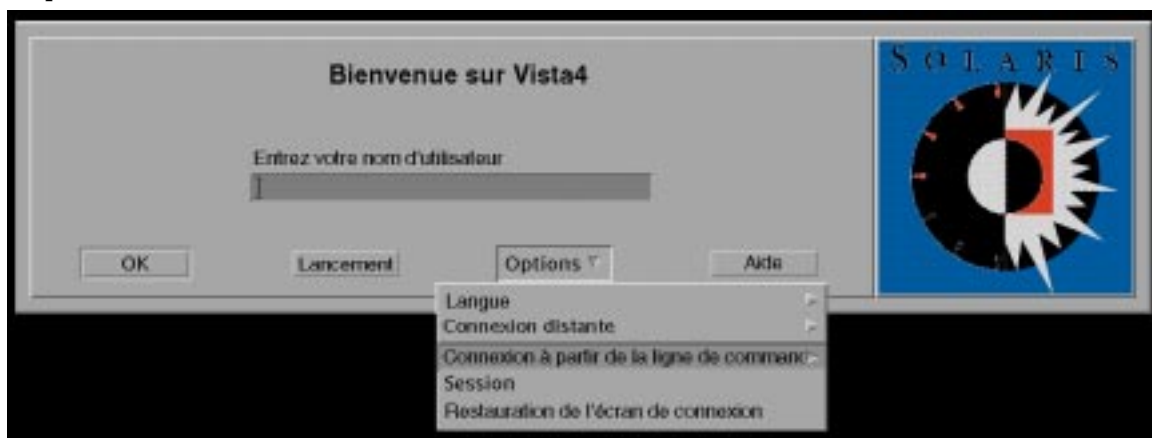 Bienvenue sur Vista4
SOLARIS
Entrez votre nom d'utilisateur
OK
Lancement
Options
Aide
Langue
Connexion distante
Connexion à partir de la ligne de comman
Session
Restauration de l'écran de connexion